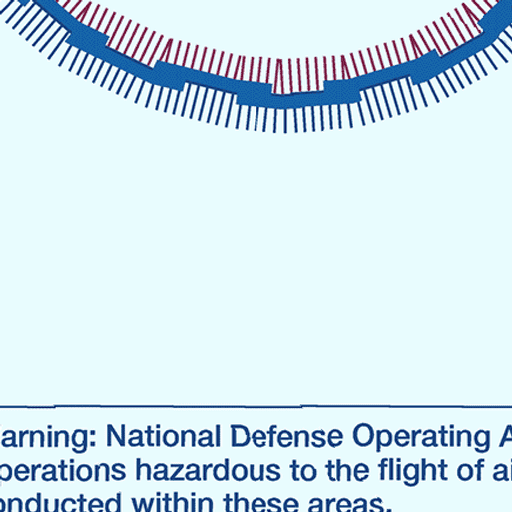 arning: National Defense Operating A
perations hazardous to the flight of ai
onducted within these areas.